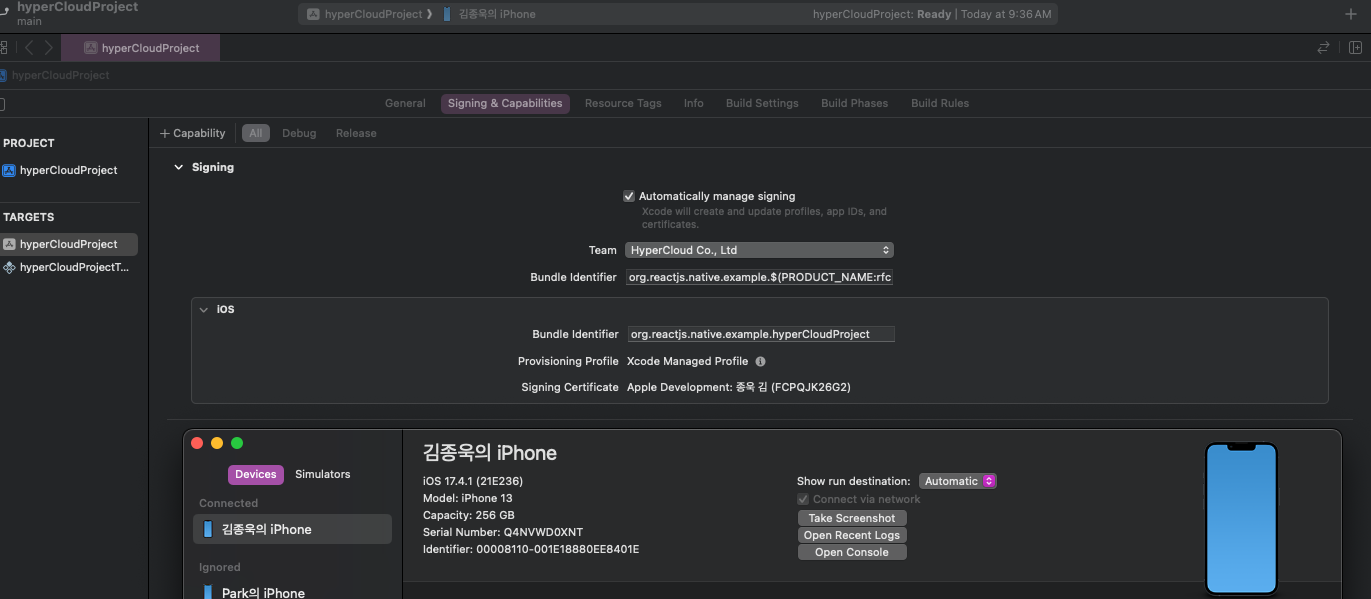 hyperCloudProject
main
hyperCloudProject ❯ 김종욱의 iPhone
hyperCloudProject: Ready | Today at 9:36 AM
hyperCloudProject
hyperCloudProject
General Signing & Capabilities Resource Tags Info Build Settings Build Phases Build Rules
PROJECT
hyperCloudProject
TARGETS
hyperCloudProject
hyperCloudProjectT...
+ Capability All Debug Release
Signing
Automatically manage signing
Xcode will create and update profiles, app IDs, and
certificates.
Team HyperCloud Co., Ltd
Bundle Identifier org.reactjs.native.example.$(PRODUCT_NAME:rfc
iOS
Bundle Identifier org.reactjs.native.example.hyperCloudProject
Provisioning Profile Xcode Managed Profile
Signing Certificate Apple Development: 종욱 김 (FCPQJK26G2)
Devices Simulators
Connected
김종욱의 iPhone
Ignored
Park의 iPhone
김종욱의 iPhone
iOS 17.4.1 (21E236)
Model: iPhone 13
Capacity: 256 GB
Serial Number: Q4NVWD0XNT
Identifier: 00008110-001E18880EE8401E
Show run destination: Automatic
Connect via network
Take Screenshot
Open Recent Logs
Open Console